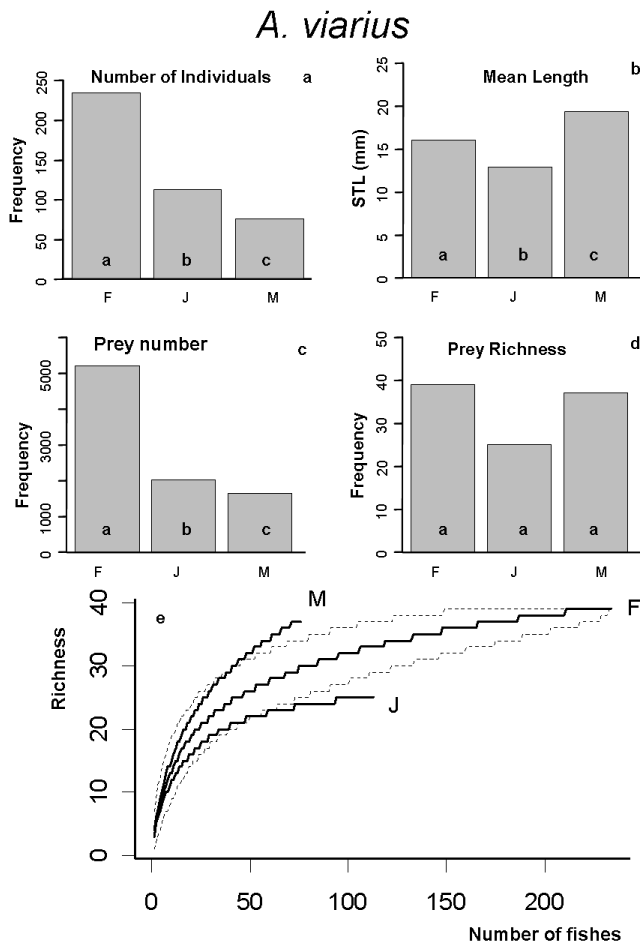 A. viarius
Number of Individuals a
Frequency
0 50 100 150 200 250
a b c
F J M
Mean Length b
STL (mm)
0 5 10 15 20 25
a b c
F J M
Prey number c
Frequency
0 1000 3000 5000
a b c
F J M
Prey Richness d
Frequency
0 10 20 30 40 50
a a a
F J M
e
Richness
0 10 20 30 40
M
F
J
0 50 100 150 200
Number of fishes